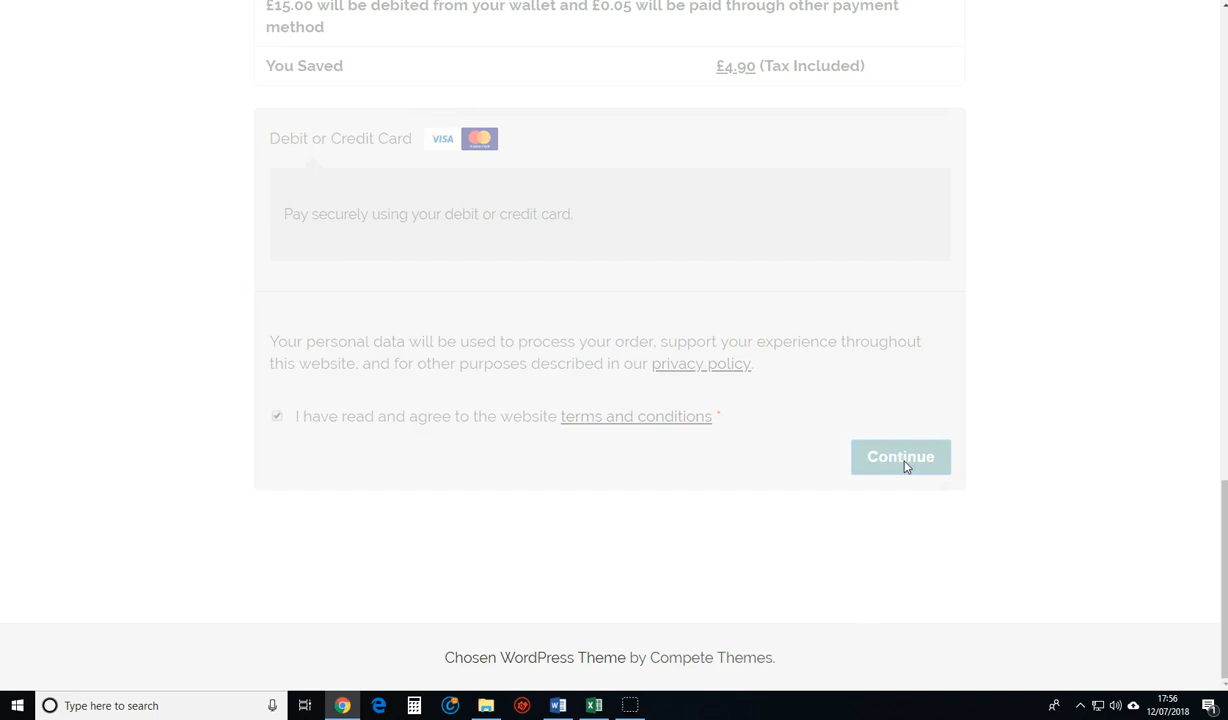 £15.00 will be debited from your wallet and £0.05 will be paid through other payment
method
You Saved £4.90 (Tax Included)
Debit or Credit Card VISA
Pay securely using your debit or credit card.
Your personal data will be used to process your order, support your experience throughout
this website, and for other purposes described in our privacy policy.
I have read and agree to the website terms and conditions *
Continue
Chosen WordPress Theme by Compete Themes.
Type here to search
17:56
12/07/2018